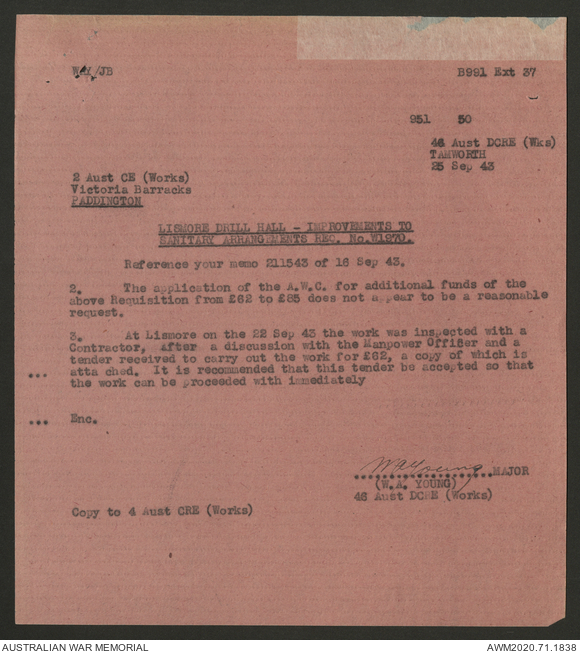 WAY/JB B991 Ext 37
951 50
46 Aust DCRE (Wks)
TAMWORTH
25 Sep 43
2 Aust CE (Works)
Victoria Barracks
PADDINGTON
LISMORE DRILL HALL - IMPROVEMENTS TO
SANITARY ARRANGEMENTS REQ. No.W1270.
Reference your memo 211543 of 16 Sep 43.
2. The application of the A.W.C. for additional funds of the
above Requisition from £62 to £85 does not appear to be a reasonable
request.
3. At Lismore on the 22 Sep 43 the work was inspected with a
Contractor, after a discussion with the Manpower Officer and a
tender received to carry out the work for £62, a copy of which is
... atta ched. It is recommended that this tender be accepted so that
the work can be proceeded with immediately
... Enc.
WAYoung MAJOR
(W.A. YOUNG)
46 Aust DCRE (Works)
Copy to 4 Aust CRE (Works)
AUSTRALIAN WAR MEMORIAL AWM2020.71.1838